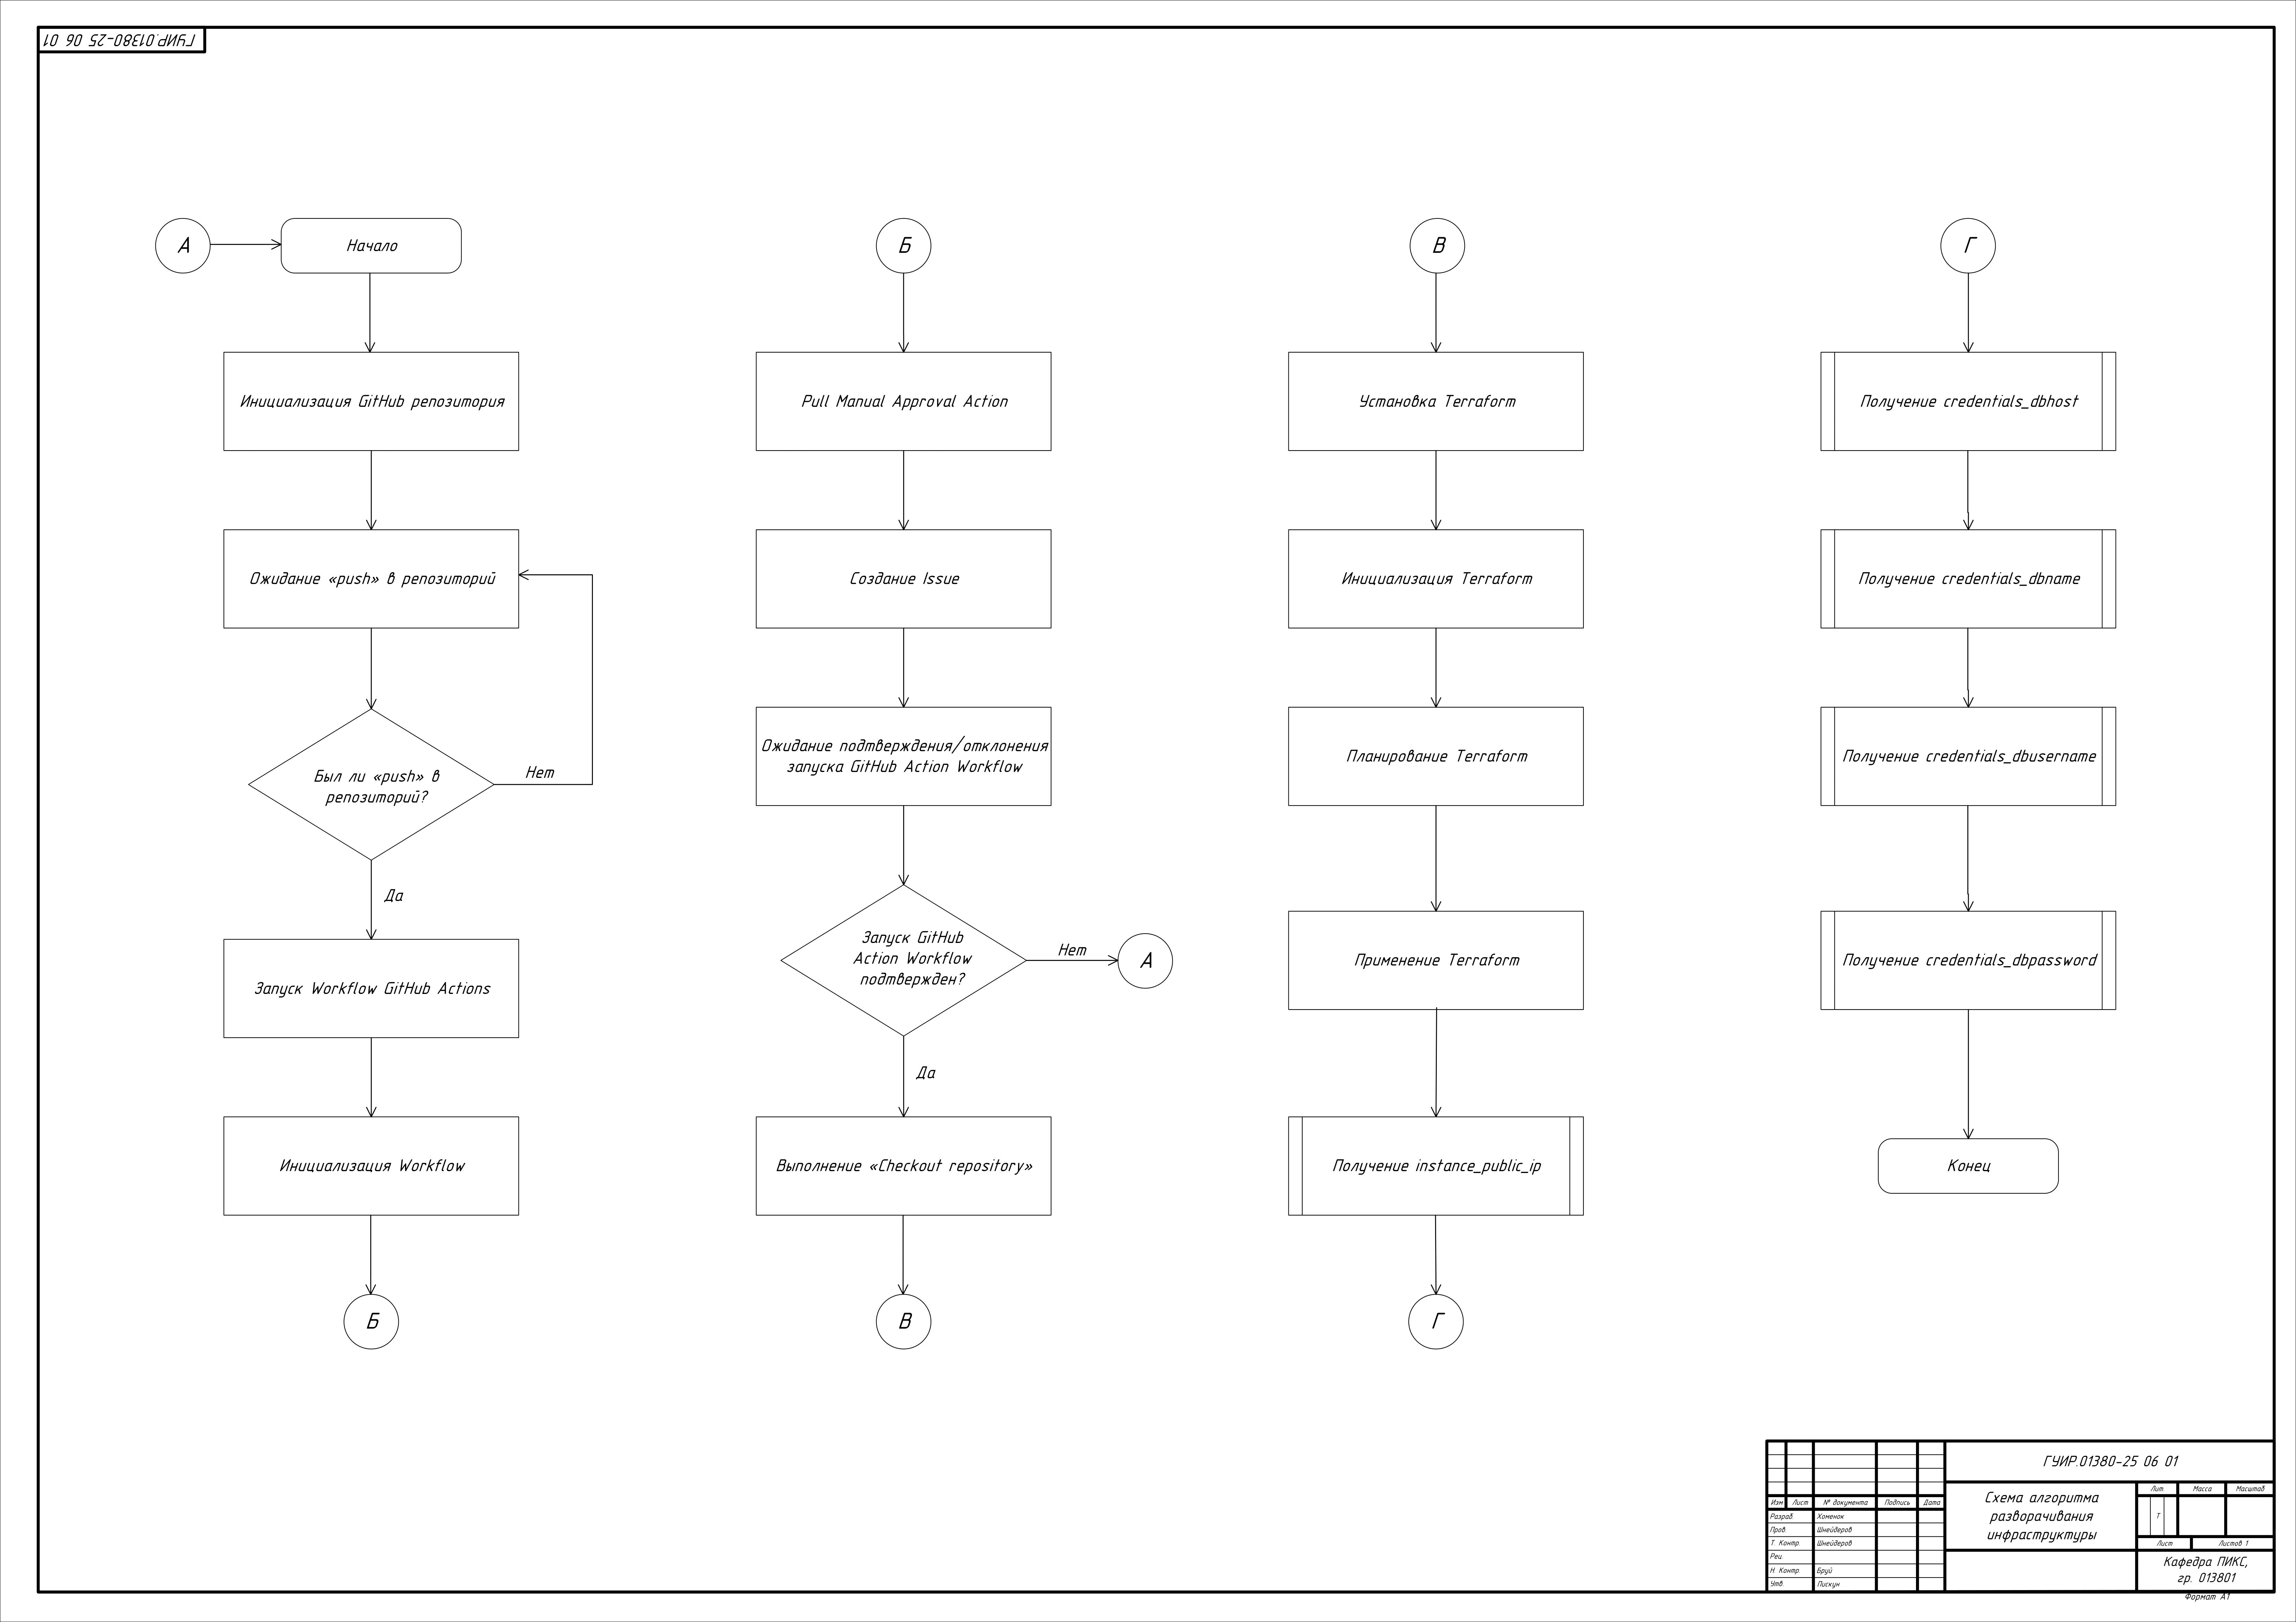 ГУИР.01380-25 06 01
А
Начало
Инициализация GitHub репозитория
Ожидание «push» в репозиторий
Был ли «push» в
репозиторий?
Нет
Да
Запуск Workflow GitHub Actions
Инициализация Workflow
Б
Б
Pull Manual Approval Action
Создание Issue
Ожидание подтверждения/отклонения
запуска GitHub Action Workflow
Запуск GitHub
Action Workflow
подтвержден?
Нет
А
Да
Выполнение «Checkout repository»
В
В
Установка Terraform
Инициализация Terraform
Планирование Terraform
Применение Terraform
Получение instance_public_ip
Г
Г
Получение credentials_dbhost
Получение credentials_dbname
Получение credentials_dbusername
Получение credentials_dbpassword
Конец
ГУИР.01380-25 06 01
Изм Лист № документа Подпись Дата
Разраб. Хоменок
Пров. Шнейдеров
Т. Контр. Шнейдеров
Рец.
Н. Контр. Бруй
Утв. Пискун
Схема алгоритма
разворачивания
инфраструктуры
Лит Масса Масштаб
Т
Лист Листов 1
Кафедра ПИКС,
гр. 013801
Формат А1